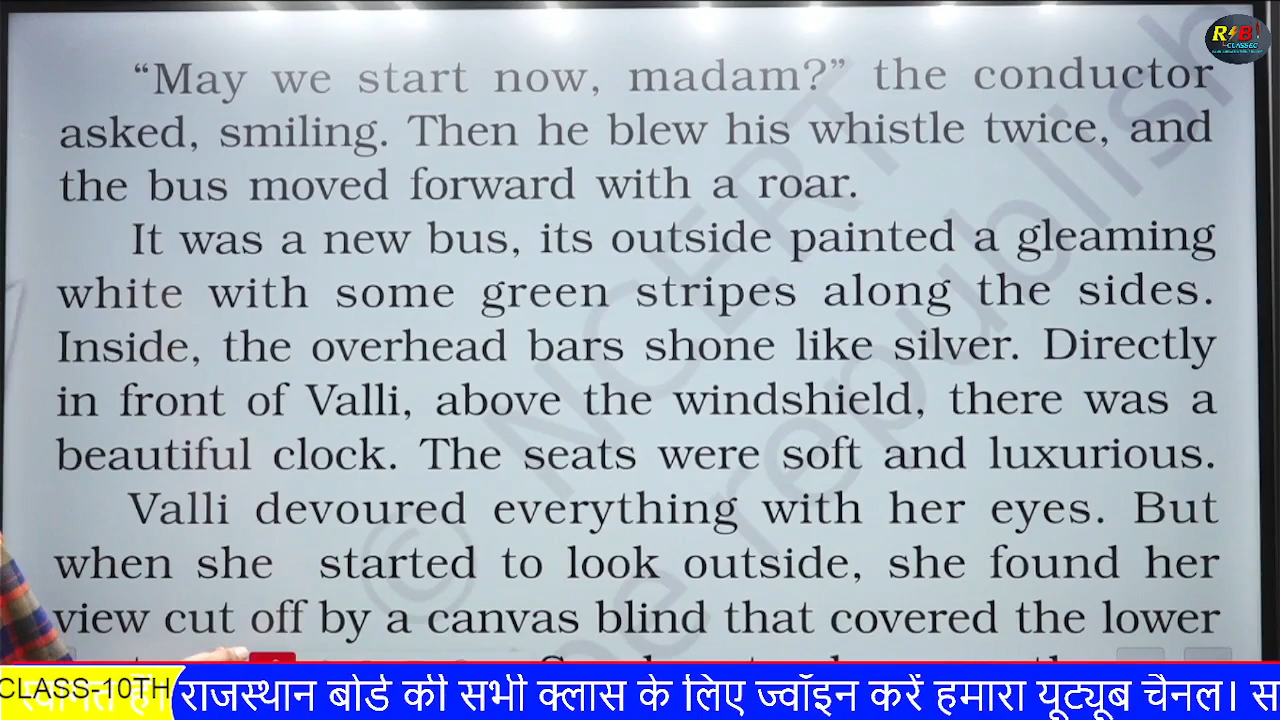 “May we start now, madam?” the conductor
asked, smiling. Then he blew his whistle twice, and
the bus moved forward with a roar.
It was a new bus, its outside painted a gleaming
white with some green stripes along the sides.
Inside, the overhead bars shone like silver. Directly
in front of Valli, above the windshield, there was a
beautiful clock. The seats were soft and luxurious.
Valli devoured everything with her eyes. But
when she started to look outside, she found her
view cut off by a canvas blind that covered the lower
© NCERT
be republish
RBCLASSEC
CLASS-10TH
राजस्थान बोर्ड की सभी क्लास के लिए ज्वॉइन करें हमारा यूट्यूब चैनल। स